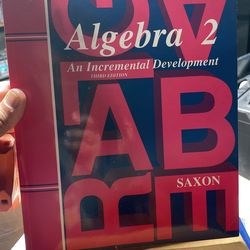 Algebra 2
An Incremental Development
THIRD EDITION
SAXON